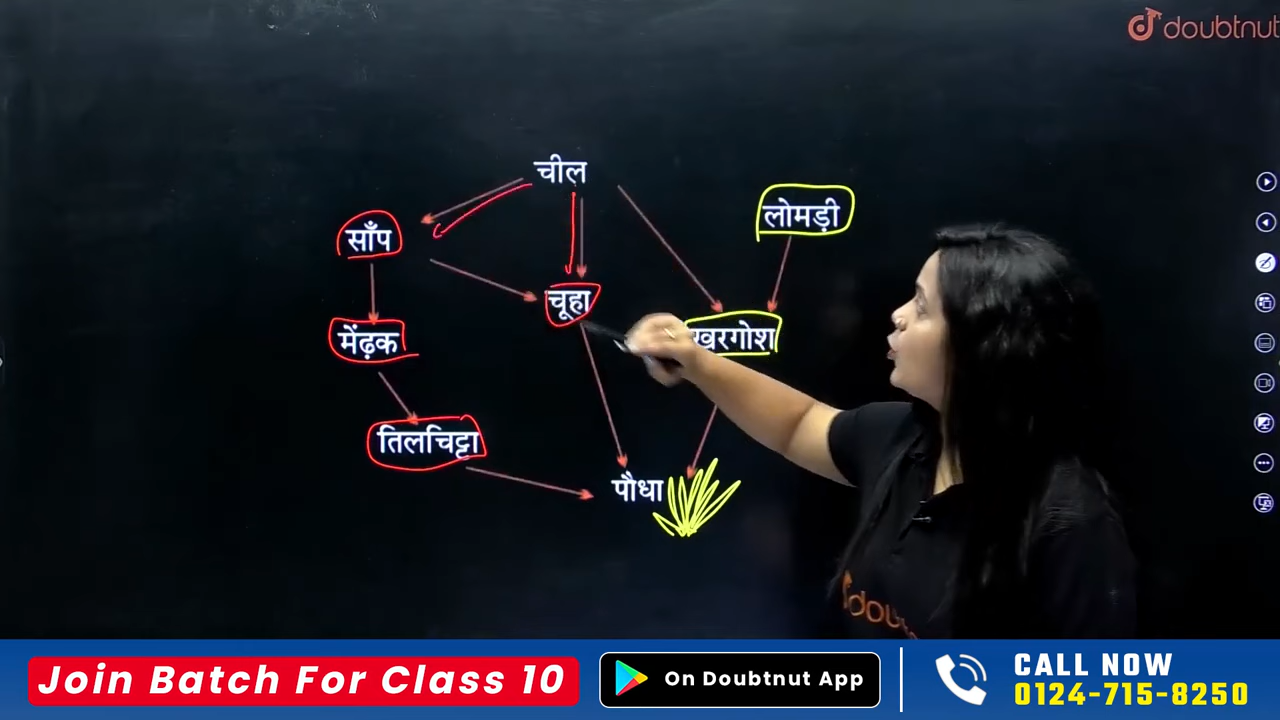 doubtnut
चील
लोमड़ी
साँप
चूहा
खरगोश
मेंढ़क
तिलचिट्टा
पौधा
Join Batch For Class 10
On Doubtnut App
CALL NOW
0124-715-8250